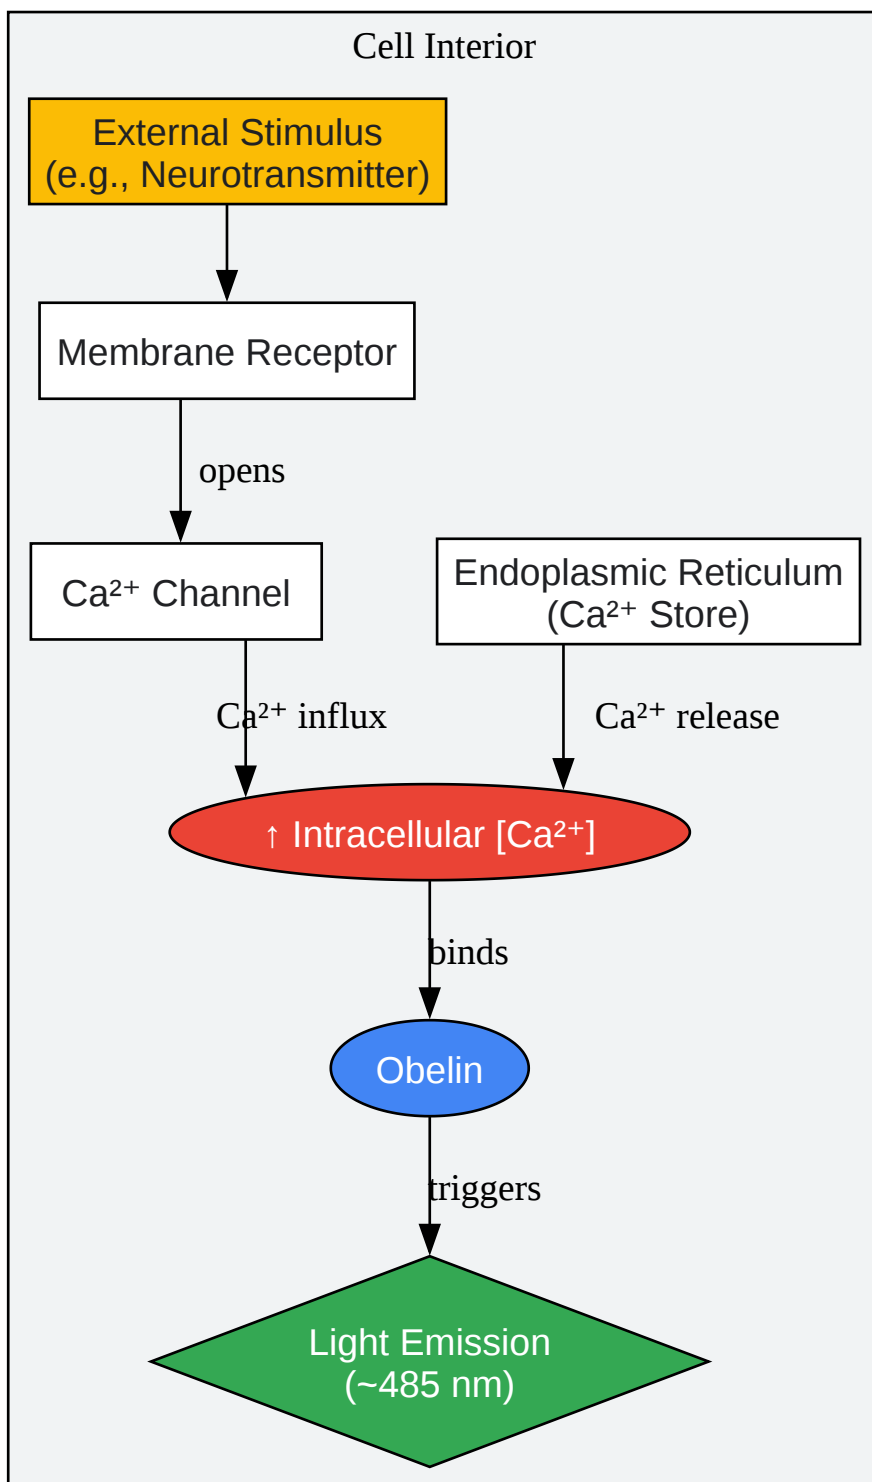 Cell Interior
External Stimulus
(e.g., Neurotransmitter)
Membrane Receptor
opens
Ca²⁺ Channel
Endoplasmic Reticulum
(Ca²⁺ Store)
Ca²⁺ influx
Ca²⁺ release
↑ Intracellular [Ca²⁺]
binds
Obelin
triggers
Light Emission
(~485 nm)